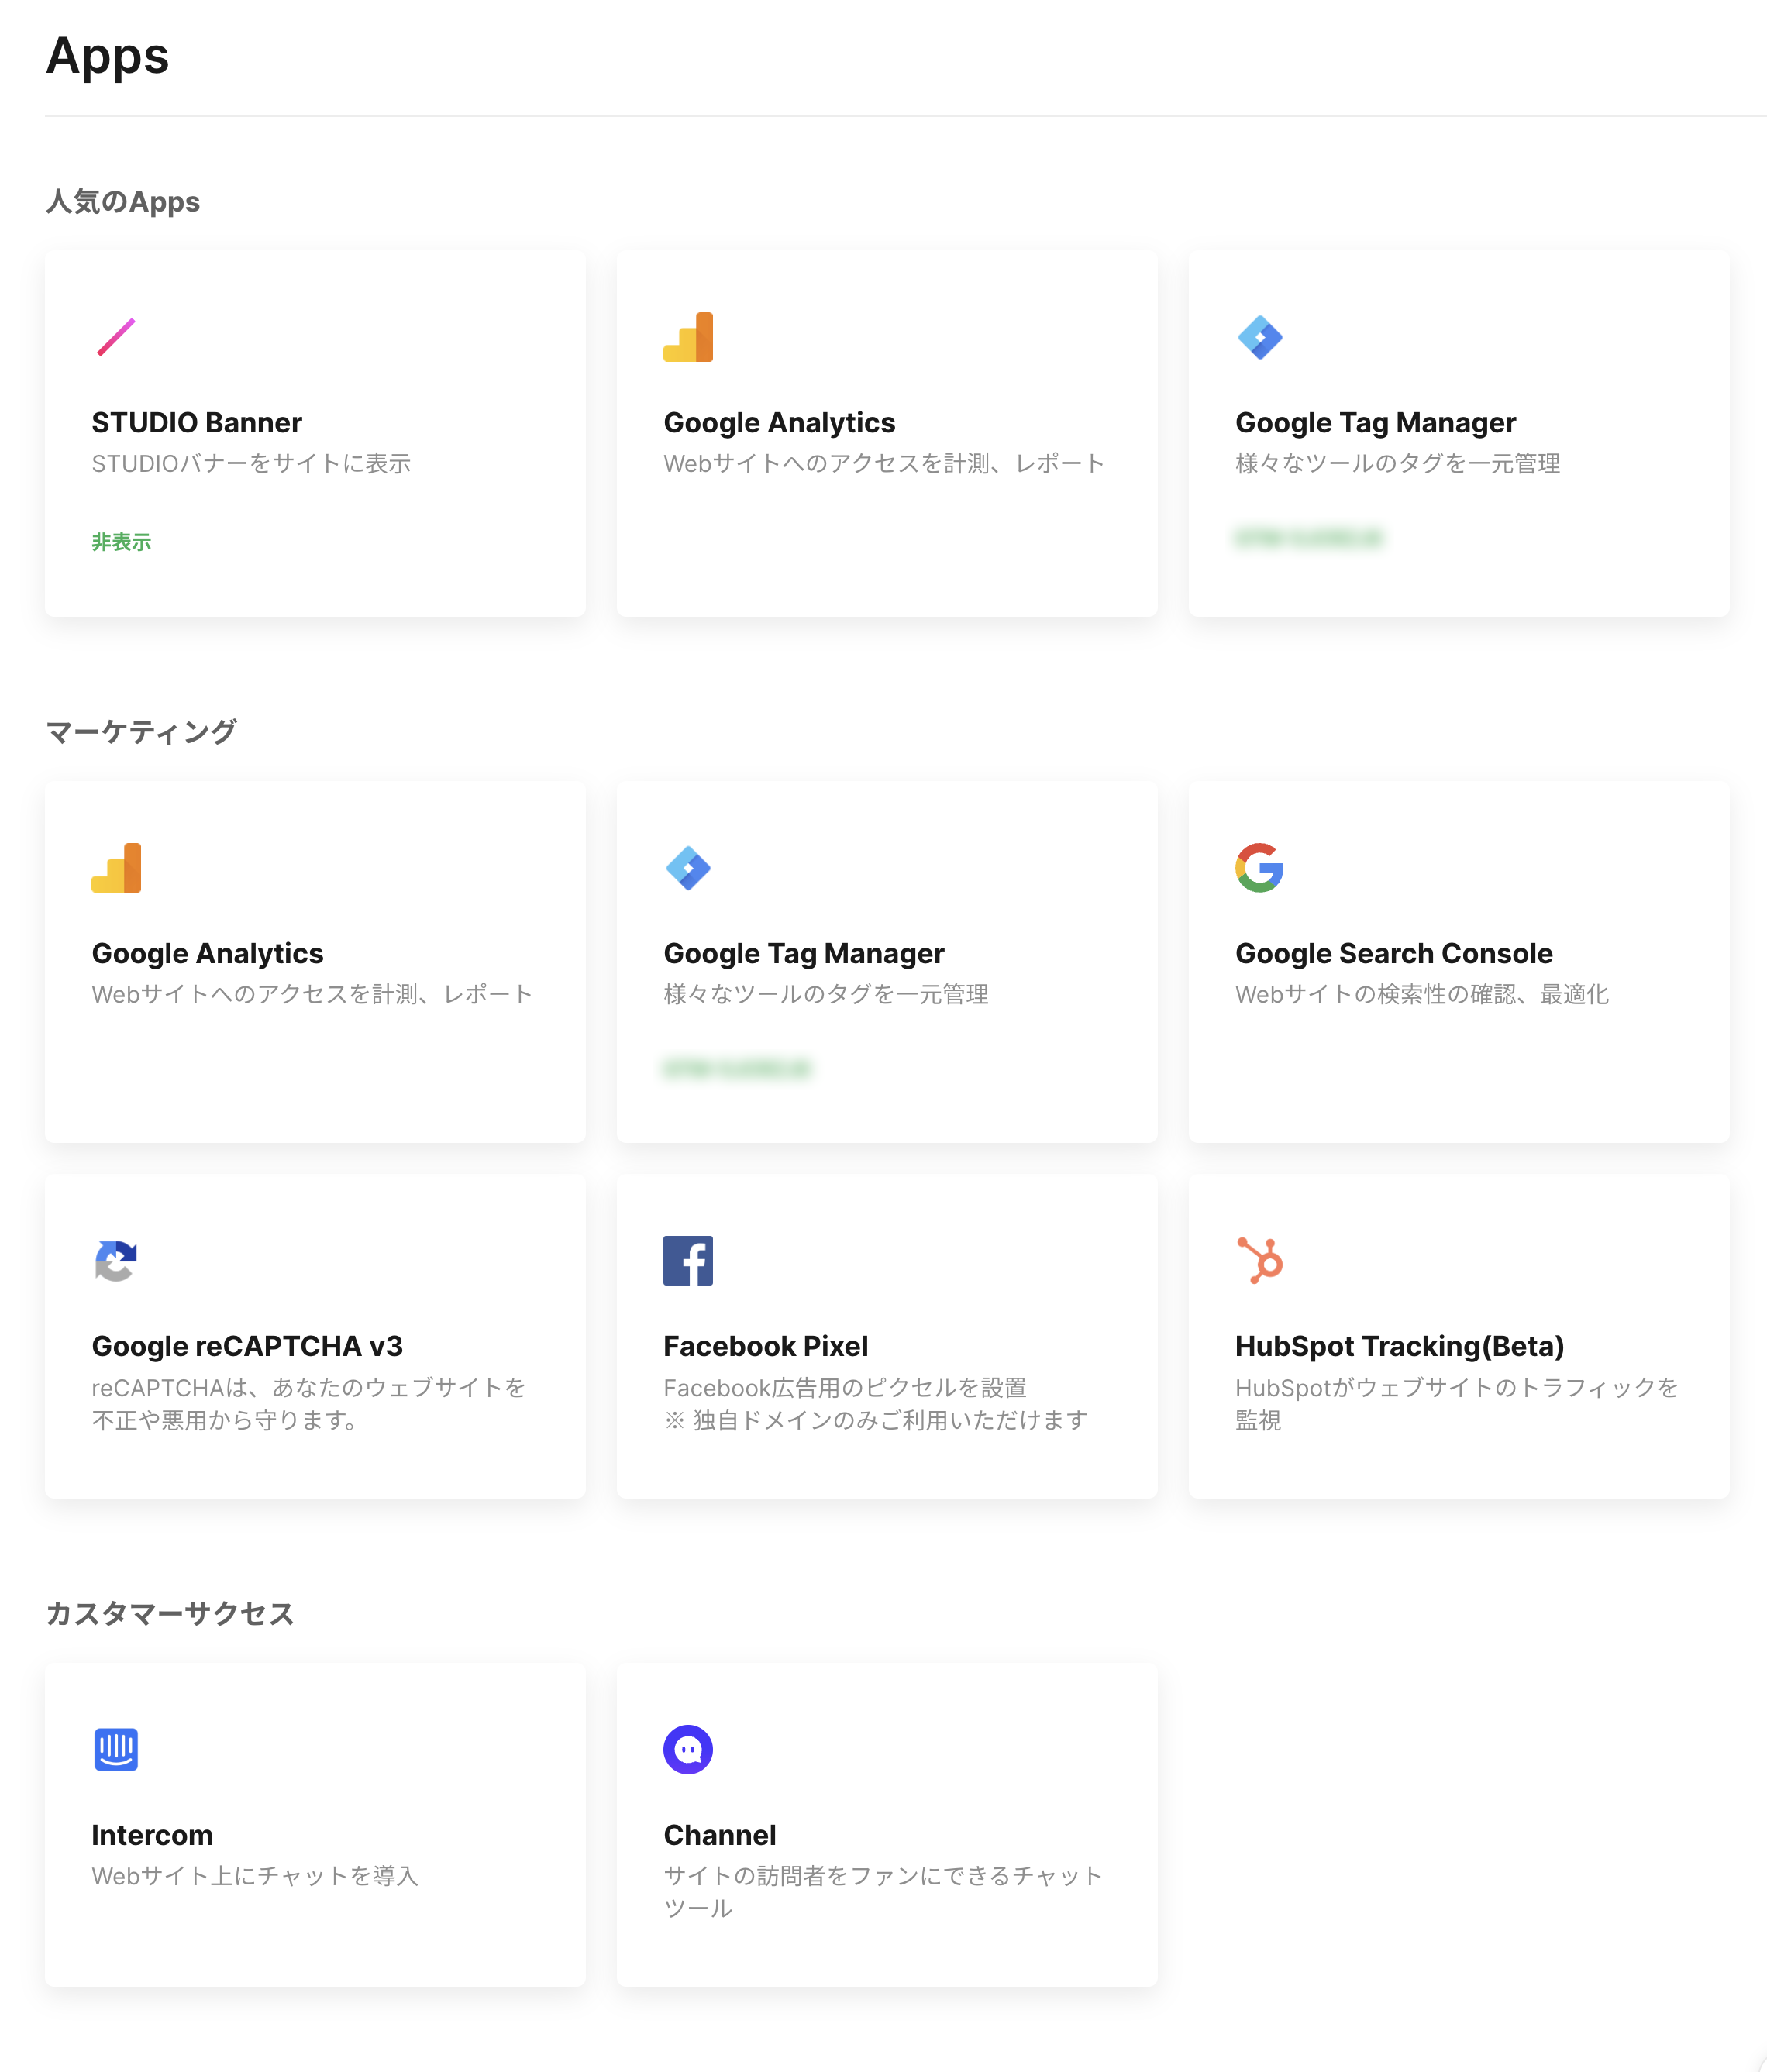 Apps
人気のApps
STUDIO Banner
STUDIOバナーをサイトに表示
非表示
Google Analytics
Webサイトへのアクセスを計測、レポート
Google Tag Manager
様々なツールのタグを一元管理
マーケティング
Google Analytics
Webサイトへのアクセスを計測、レポート
Google Tag Manager
様々なツールのタグを一元管理
Google Search Console
Webサイトの検索性の確認、最適化
Google reCAPTCHA v3
reCAPTCHAは、あなたのウェブサイトを
不正や悪用から守ります。
Facebook Pixel
Facebook広告用のピクセルを設置
※ 独自ドメインのみご利用いただけます
HubSpot Tracking(Beta)
HubSpotがウェブサイトのトラフィックを
監視
カスタマーサクセス
Intercom
Webサイト上にチャットを導入
Channel
サイトの訪問者をファンにできるチャット
ツール